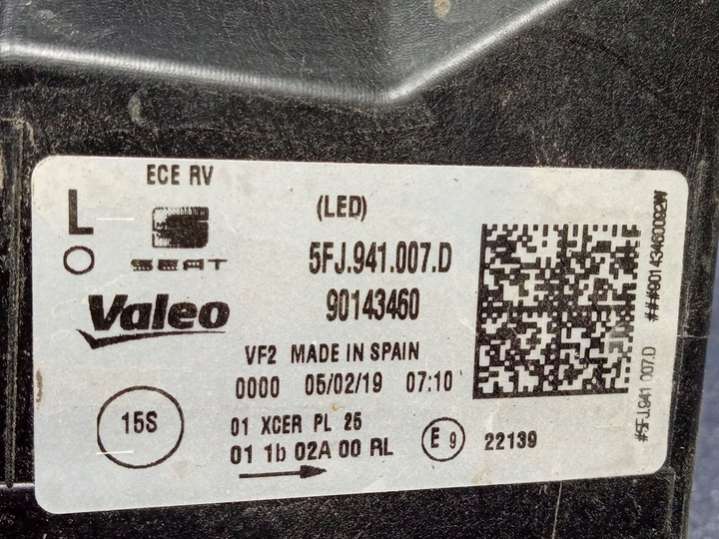 ECE RV
L
(LED)
SEAT
5FJ.941.007.D
Valeo
90143460
VF2 MADE IN SPAIN
0000 05/02/19 07:10
15S
01 XCER PL 25
01 1b 02A 00 RL
E 9
22139
#5FJ.941 007.D